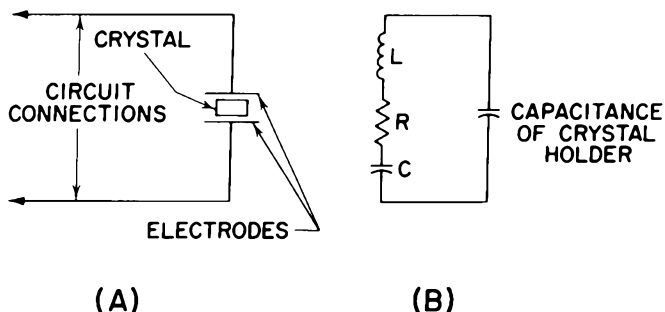 CRYSTAL
CIRCUIT
CONNECTIONS
ELECTRODES
(A)
L
R
C
CAPACITANCE
OF CRYSTAL
HOLDER
(B)